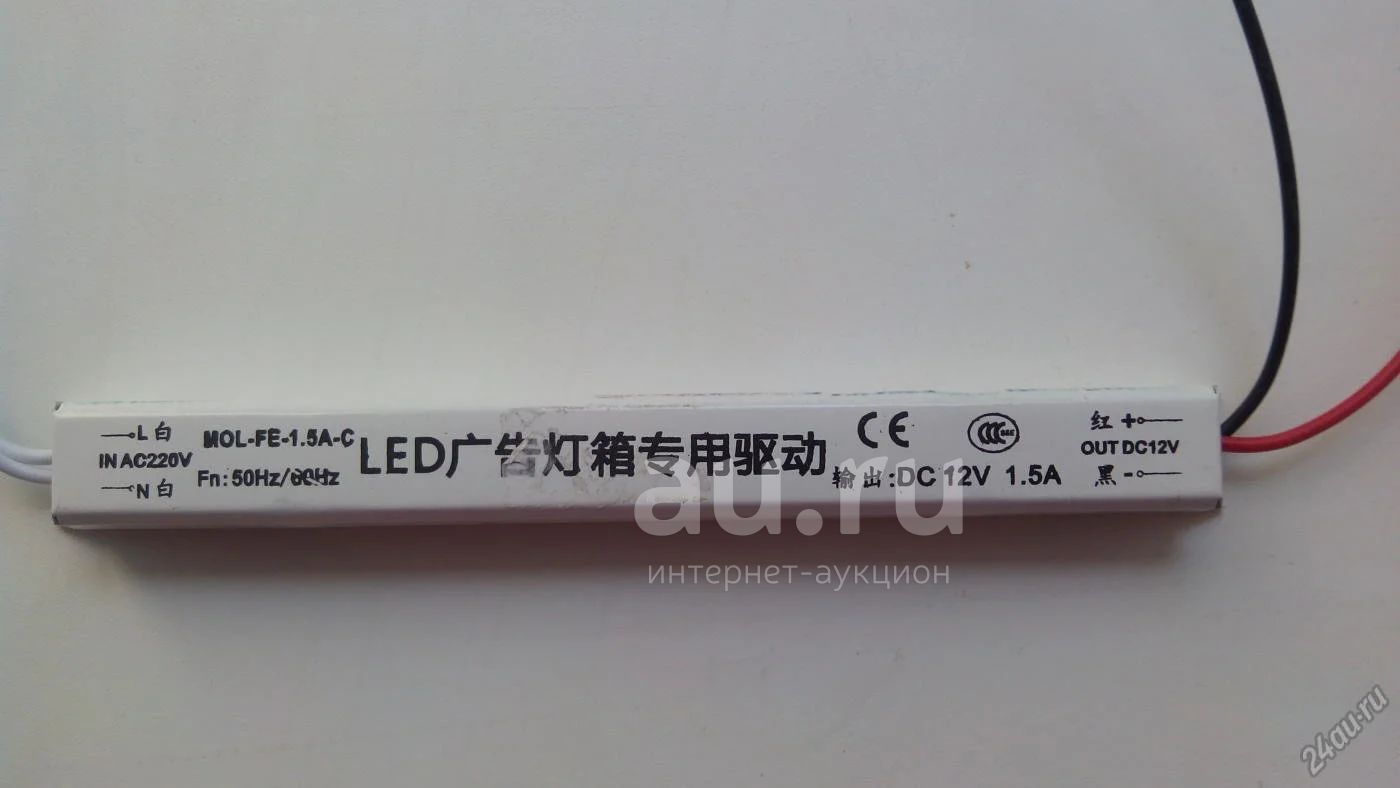 L 白
IN AC220V
N 白
MOL-FE-1.5A-C
Fn: 50Hz/60Hz
LED广告灯箱专用驱动
CE
CCC
输出:DC 12V 1.5A
红 +
OUT DC12V
黑 -
au.ru
интернет-аукцион
24au.ru